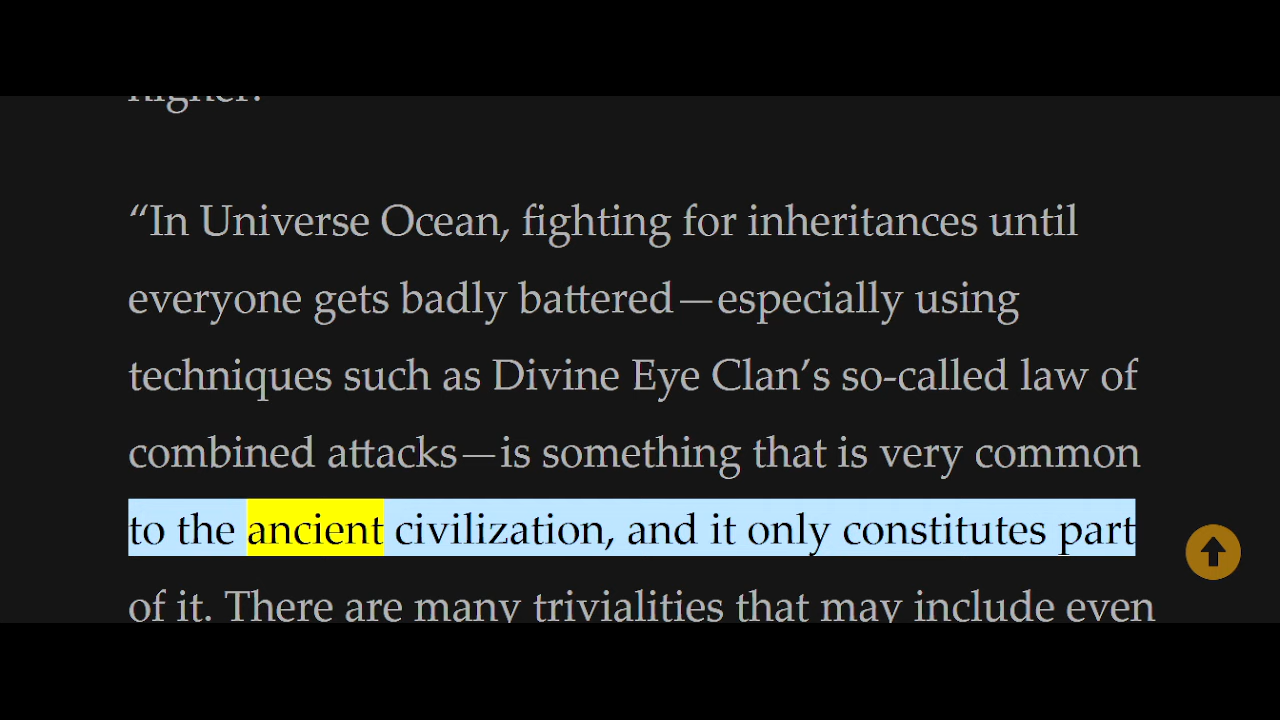 higher.
“In Universe Ocean, fighting for inheritances until
everyone gets badly battered—especially using
techniques such as Divine Eye Clan’s so-called law of
combined attacks—is something that is very common
to the ancient civilization, and it only constitutes part
of it. There are many trivialities that may include even